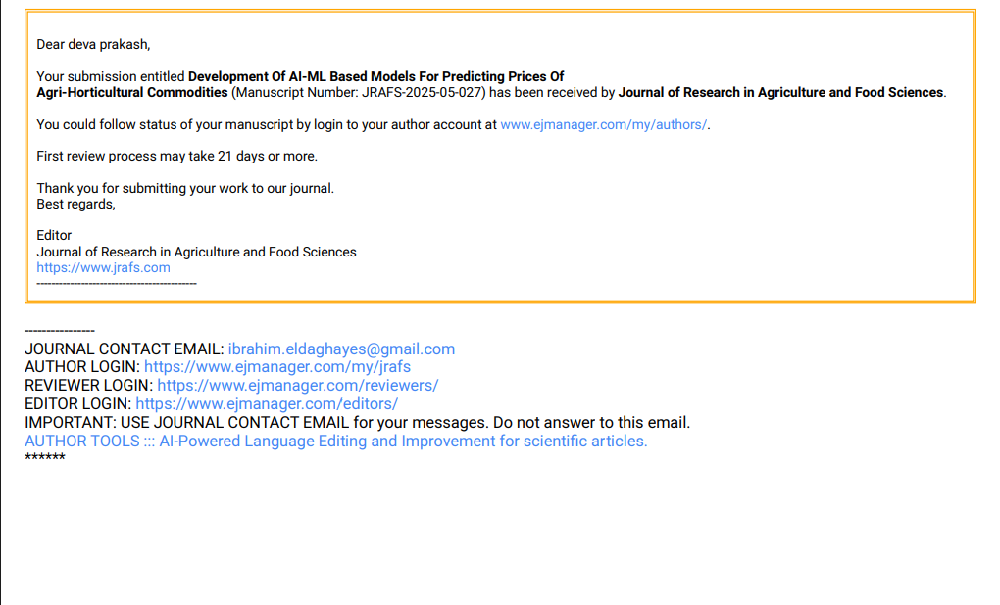 Dear deva prakash,
Your submission entitled Development Of AI-ML Based Models For Predicting Prices Of
Agri-Horticultural Commodities (Manuscript Number: JRAFS-2025-05-027) has been received by Journal of Research in Agriculture and Food Sciences.
You could follow status of your manuscript by login to your author account at www.ejmanager.com/my/authors/.
First review process may take 21 days or more.
Thank you for submitting your work to our journal.
Best regards,
Editor
Journal of Research in Agriculture and Food Sciences
https://www.jrafs.com
-------------------------------------------
----------------
JOURNAL CONTACT EMAIL: ibrahim.eldaghayes@gmail.com
AUTHOR LOGIN: https://www.ejmanager.com/my/jrafs
REVIEWER LOGIN: https://www.ejmanager.com/reviewers/
EDITOR LOGIN: https://www.ejmanager.com/editors/
IMPORTANT: USE JOURNAL CONTACT EMAIL for your messages. Do not answer to this email.
AUTHOR TOOLS ::: AI-Powered Language Editing and Improvement for scientific articles.
******